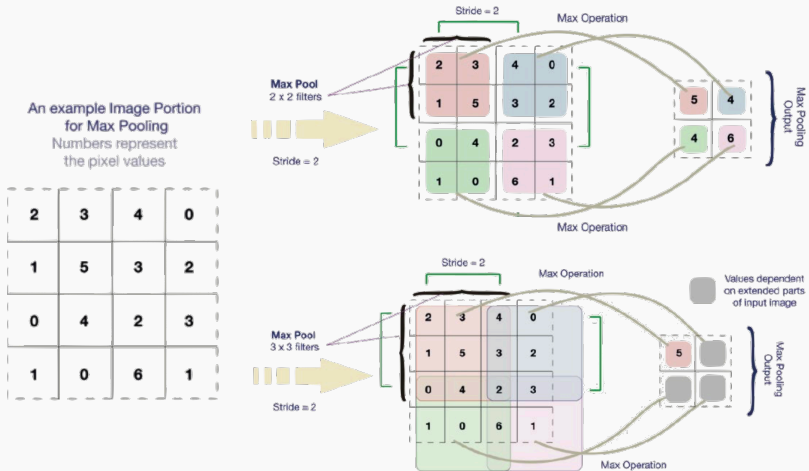 An example Image Portion
for Max Pooling
Numbers represent
the pixel values
2 3 4 0
1 5 3 2
0 4 2 3
1 0 6 1
Stride = 2
Max Operation
Max Pool
2 x 2 filters
Stride = 2
2 3 4 0
1 5 3 2
0 4 2 3
1 0 6 1
5 4
4 6
Max Pooling
Output
Max Operation
Stride = 2
Max Operation
Max Pool
3 x 3 filters
Stride = 2
2 3 4 0
1 5 3 2
0 4 2 3
1 0 6 1
5
Values dependent
on extended parts
of input image
Max Pooling
Output
Max Operation